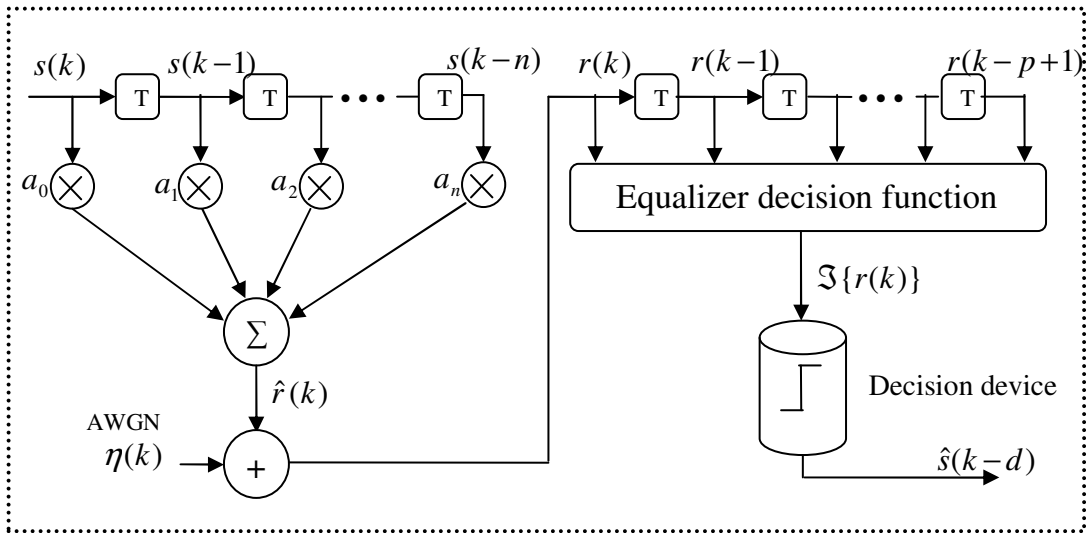 s(k) s(k−1) s(k−n) r(k) r(k−1) r(k−p+1)
T T ••• T T T ••• T
a₀ × a₁ × a₂ × aₙ ×
Equalizer decision function
ℑ{r(k)}
Σ
r̂(k)
Decision device
AWGN
η(k)
+
ŝ(k−d)